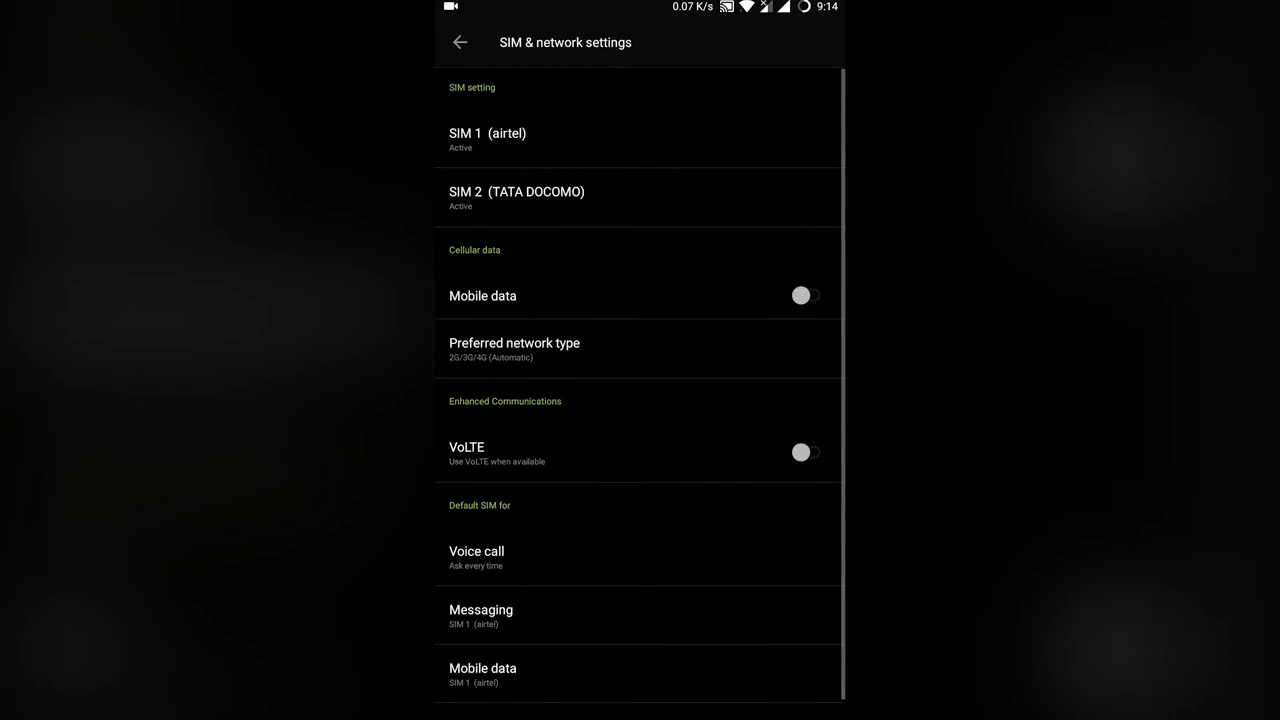 0.07 K/s 9:14
SIM & network settings
SIM setting
SIM 1 (airtel)
Active
SIM 2 (TATA DOCOMO)
Active
Cellular data
Mobile data
Preferred network type
2G/3G/4G (Automatic)
Enhanced Communications
VoLTE
Use VoLTE when available
Default SIM for
Voice call
Ask every time
Messaging
SIM 1 (airtel)
Mobile data
SIM 1 (airtel)